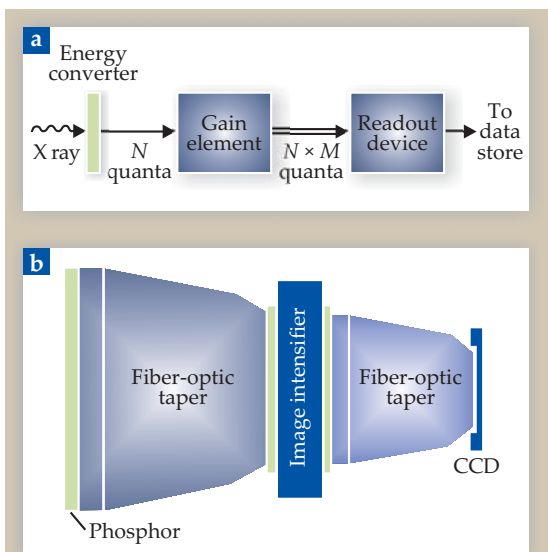 a
Energy
converter
X ray
N
quanta
Gain
element
N × M
quanta
Readout
device
To
data
store
b
Fiber-optic
taper
Image intensifier
Fiber-optic
taper
CCD
Phosphor